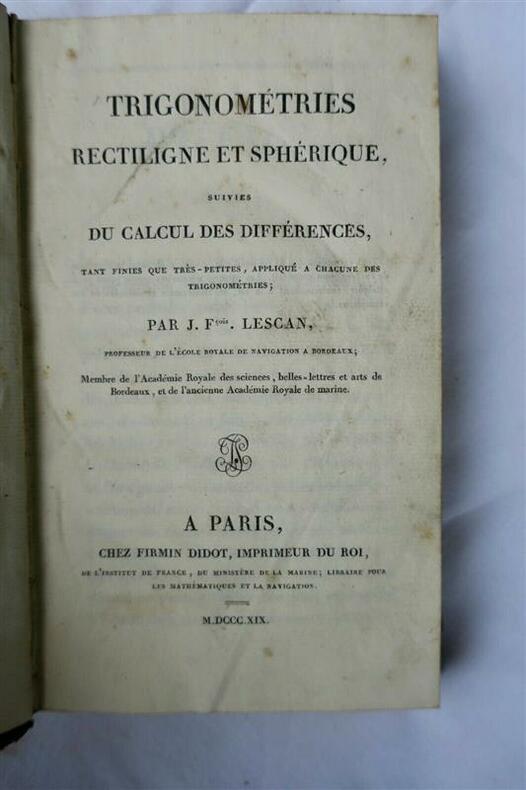 TRIGONOMÉTRIES
RECTILIGNE ET SPHÉRIQUE,
SUIVIES
DU CALCUL DES DIFFÉRENCES,
TANT FINIES QUE TRÈS-PETITES, APPLIQUÉ A CHACUNE DES
TRIGONOMÉTRIES;
PAR J. Fçois. LESCAN,
PROFESSEUR DE L'ÉCOLE ROYALE DE NAVIGATION A BORDEAUX;
Membre de l'Académie Royale des sciences, belles-lettres et arts de
Bordeaux, et de l'ancienne Académie Royale de marine.
A PARIS,
CHEZ FIRMIN DIDOT, IMPRIMEUR DU ROI,
DE L'INSTITUT DE FRANCE, DU MINISTÈRE DE LA MARINE; LIBRAIRE POUR
LES MATHÉMATIQUES ET LA NAVIGATION.
M.DCCC.XIX.